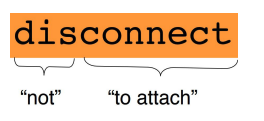 disconnect
“not” “to attach”